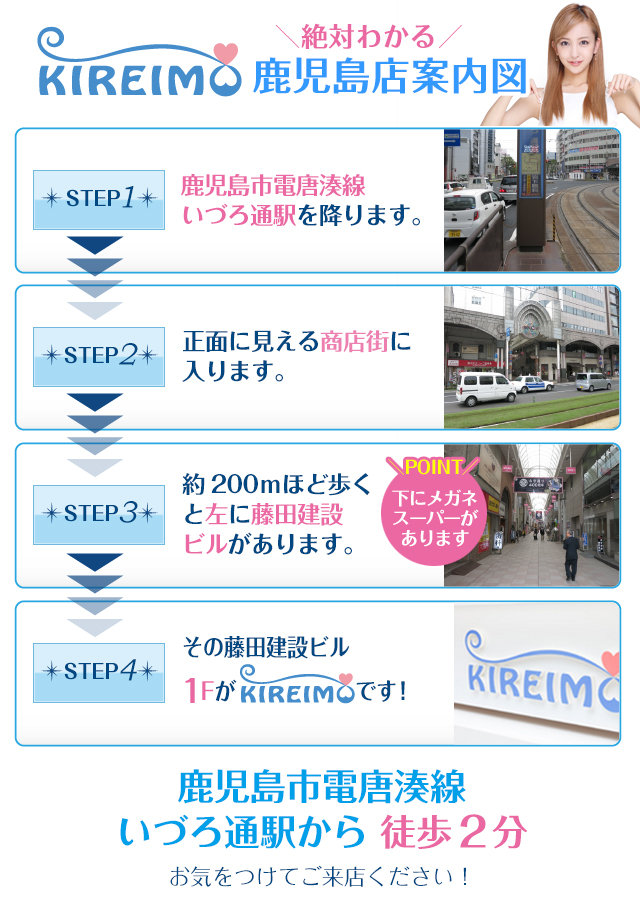 ＼絶対わかる／
KIREIMO 鹿児島店案内図
STEP1
鹿児島市電唐湊線
いづろ通駅を降ります。
STEP2
正面に見える商店街に
入ります。
STEP3
約200mほど歩く
と左に藤田建設
ビルがあります。
＼POINT／
下にメガネ
スーパーが
あります
STEP4
その藤田建設ビル
1FがKIREIMOです!
KIREIMO
鹿児島市電唐湊線
いづろ通駅から 徒歩2分
お気をつけてご来店ください！